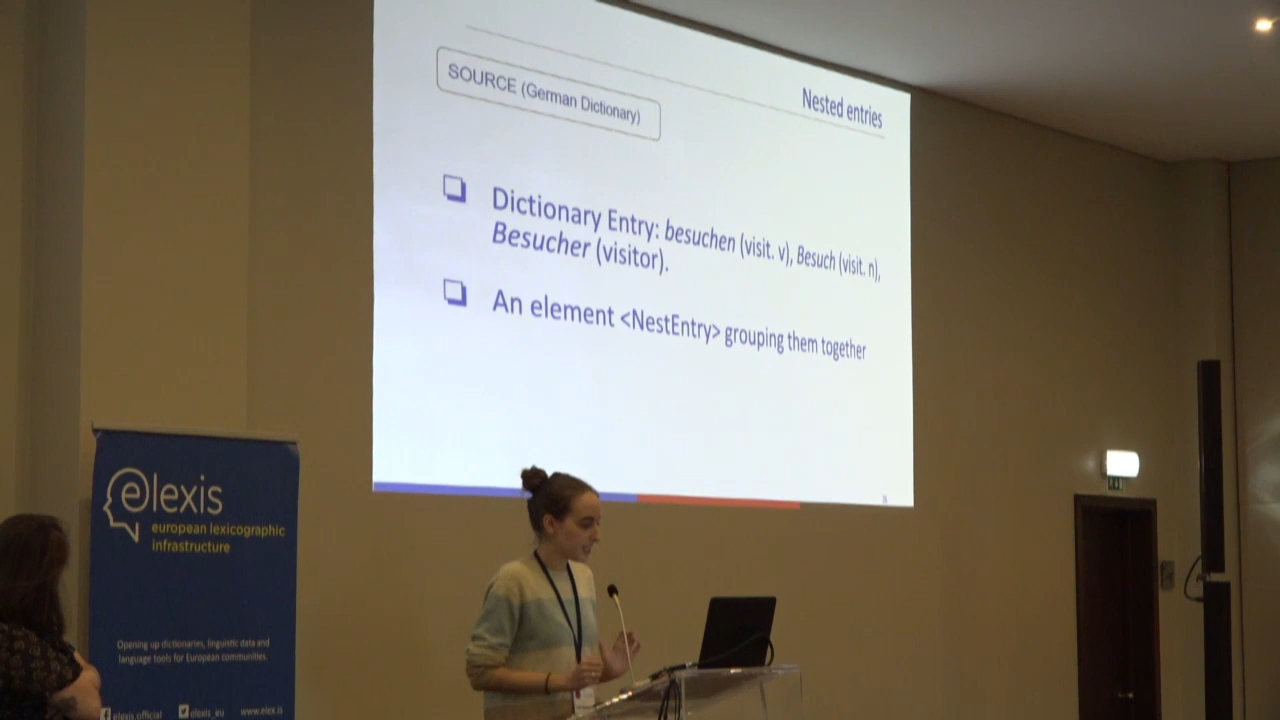 Nested entries
SOURCE (German Dictionary)
❑ Dictionary Entry: besuchen (visit. v), Besuch (visit. n),
Besucher (visitor).
❑ An element <NestEntry> grouping them together
elexis
european lexicographic
infrastructure
Opening up dictionaries, linguistic data and
language tools for European communities.
elexis.official elexis_eu www.elex.is